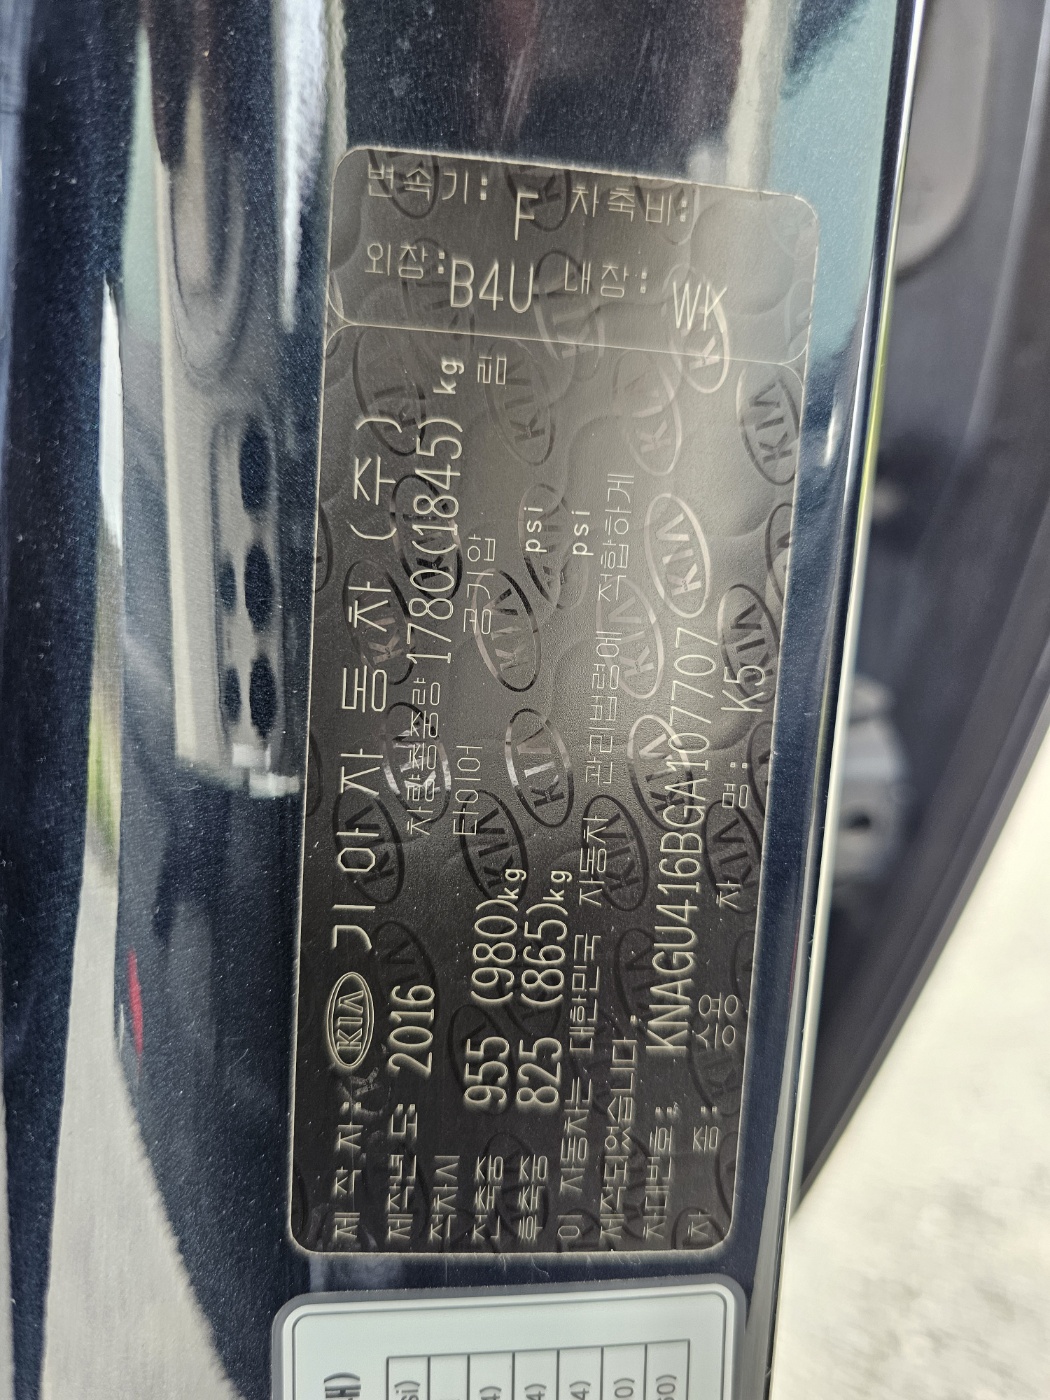 변속기: F 차축비:
외장: B4U 내장: WK
제 작 자: KIA 기아자동차(주)
제작년도: 2016 차량총중량 1780(1845)kg
적차시 타이어 공기압 림
전축중 955 (980)kg psi
후축중 825 (865)kg psi
이 자동차는 대한민국 자동차 관리법령에 적합하게
제작되었습니다.
차대번호: KNAGU416BGA107707
차 종: 승용 차 명: K5